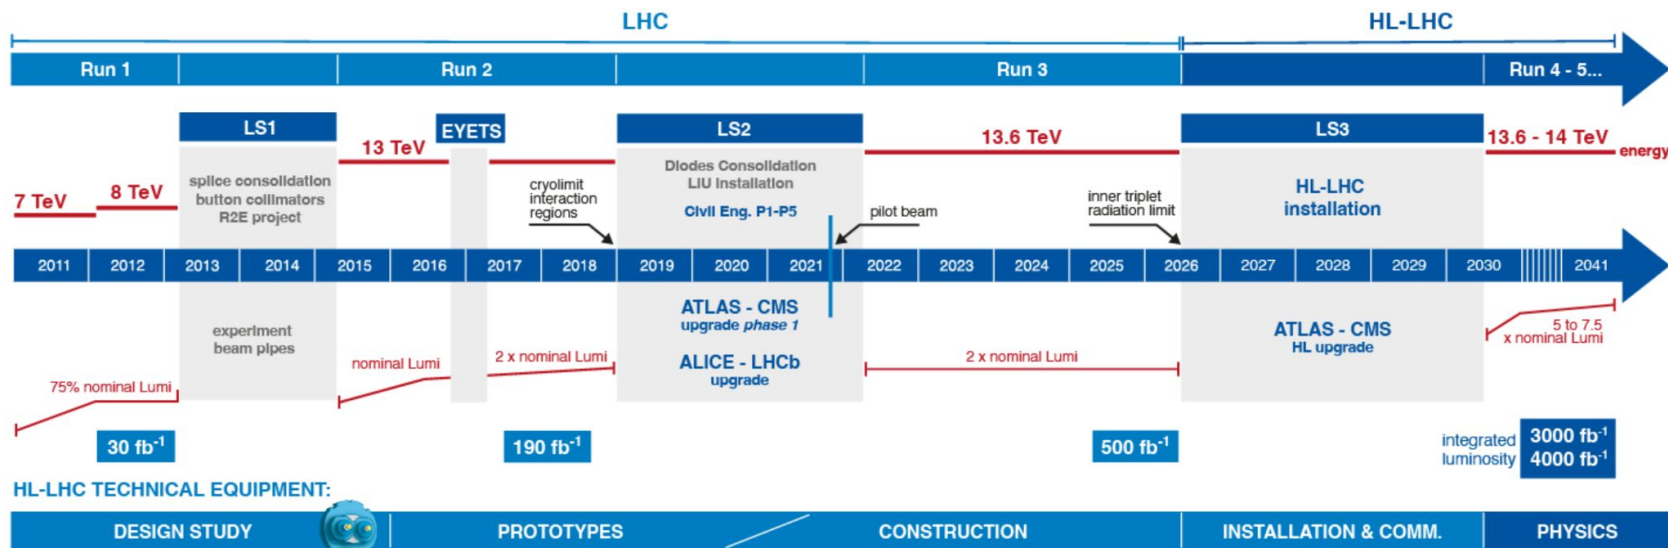 LHC
HL-LHC
Run 1
Run 2
Run 3
Run 4 - 5...
LS1
EYETS
LS2
LS3
13 TeV
13.6 TeV
13.6 - 14 TeV
energy
7 TeV
8 TeV
splice consolidation
button collimators
R2E project
cryolimit
interaction
regions
Diodes Consolidation
LIU Installation
Civil Eng. P1-P5
pilot beam
inner triplet
radiation limit
HL-LHC
installation
2011
2012
2013
2014
2015
2016
2017
2018
2019
2020
2021
2022
2023
2024
2025
2026
2027
2028
2029
2030
2041
experiment
beam pipes
75% nominal Lumi
nominal Lumi
2 x nominal Lumi
ATLAS - CMS
upgrade phase 1
ALICE - LHCb
upgrade
2 x nominal Lumi
ATLAS - CMS
HL upgrade
5 to 7.5
x nominal Lumi
30 fb⁻¹
190 fb⁻¹
500 fb⁻¹
integrated
luminosity
3000 fb⁻¹
4000 fb⁻¹
HL-LHC TECHNICAL EQUIPMENT:
DESIGN STUDY
PROTOTYPES
CONSTRUCTION
INSTALLATION & COMM.
PHYSICS